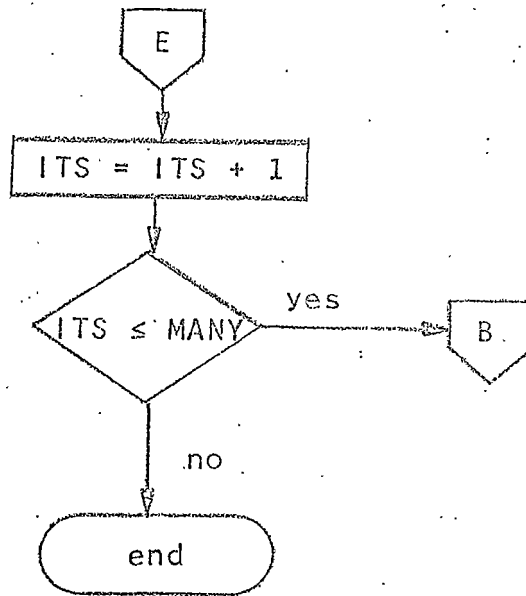 E
ITS = ITS + 1
ITS ≤ MANY
yes
B
no
end